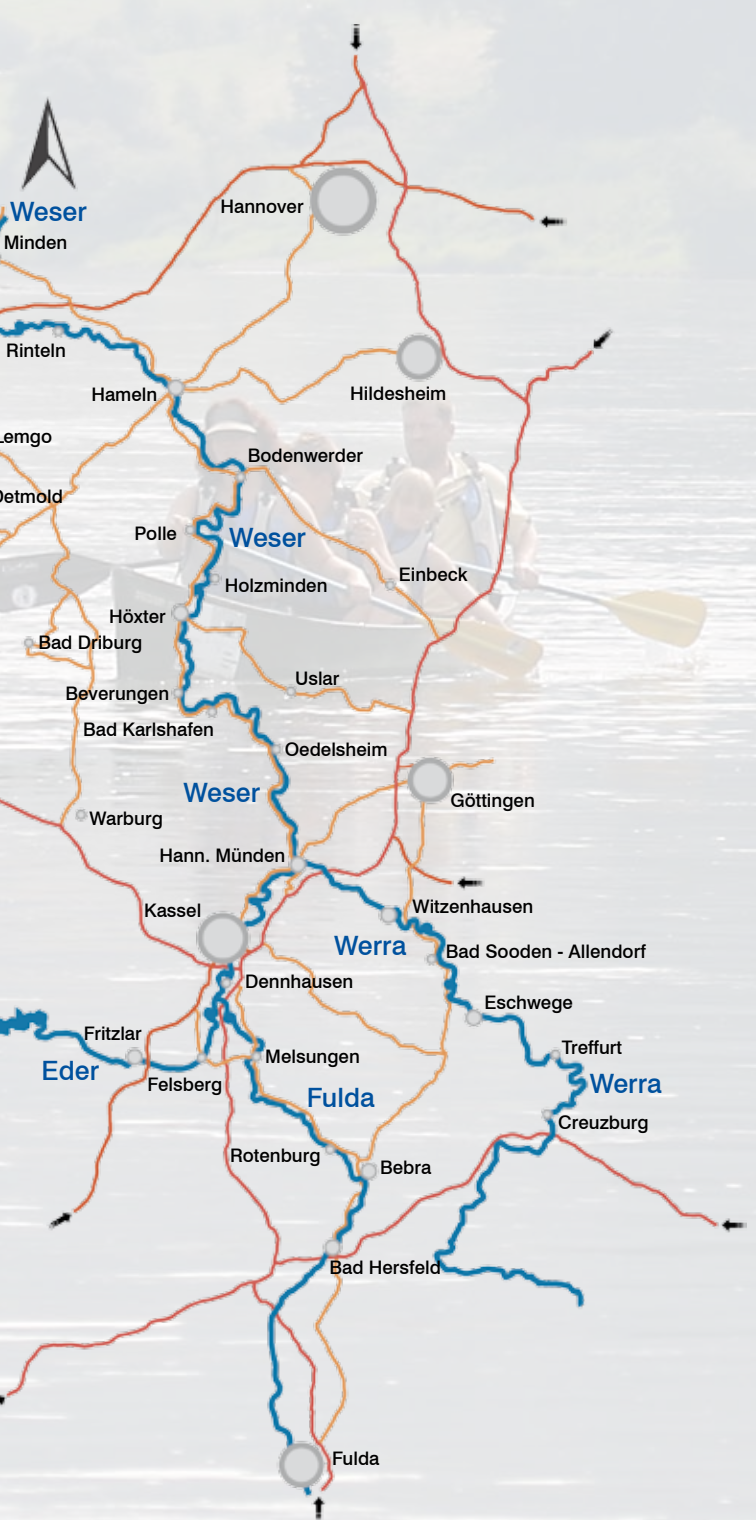 Hannover
Weser
Minden
Rinteln
Hameln
Hildesheim
Lemgo
Bodenwerder
Detmold
Polle
Weser
Holzminden
Einbeck
Höxter
Bad Driburg
Uslar
Beverungen
Bad Karlshafen
Oedelsheim
Weser
Göttingen
Warburg
Hann. Münden
Kassel
Witzenhausen
Werra
Bad Sooden - Allendorf
Dennhausen
Eschwege
Fritzlar
Treffurt
Melsungen
Eder
Felsberg
Werra
Fulda
Creuzburg
Rotenburg
Bebra
Bad Hersfeld
Fulda